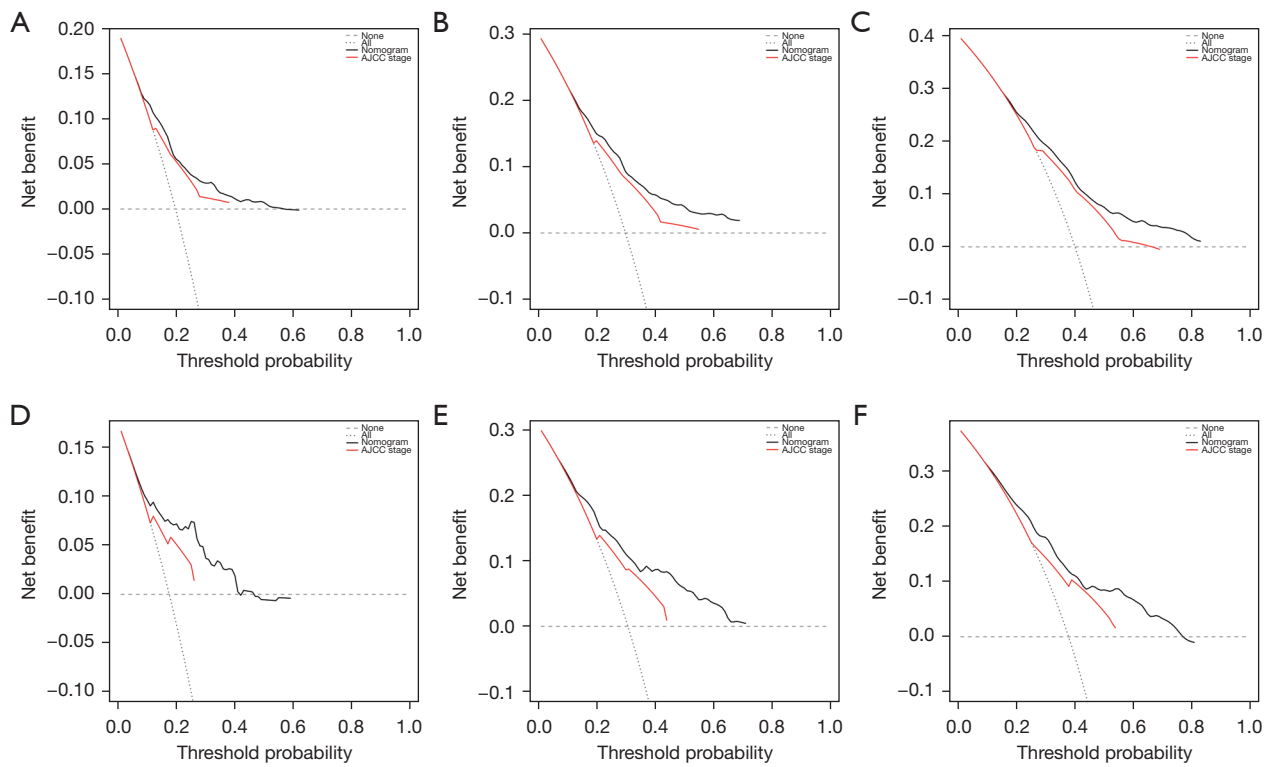 A
Net benefit
0.20
0.15
0.10
0.05
0.00
−0.05
−0.10
None
All
Nomogram
AJCC stage
0.0 0.2 0.4 0.6 0.8 1.0
Threshold probability
B
Net benefit
0.3
0.2
0.1
0.0
−0.1
None
All
Nomogram
AJCC stage
0.0 0.2 0.4 0.6 0.8 1.0
Threshold probability
C
Net benefit
0.4
0.3
0.2
0.1
0.0
−0.1
None
All
Nomogram
AJCC stage
0.0 0.2 0.4 0.6 0.8 1.0
Threshold probability
D
Net benefit
0.15
0.10
0.05
0.00
−0.05
−0.10
None
All
Nomogram
AJCC stage
0.0 0.2 0.4 0.6 0.8 1.0
Threshold probability
E
Net benefit
0.3
0.2
0.1
0.0
−0.1
None
All
Nomogram
AJCC stage
0.0 0.2 0.4 0.6 0.8 1.0
Threshold probability
F
Net benefit
0.3
0.2
0.1
0.0
−0.1
None
All
Nomogram
AJCC stage
0.0 0.2 0.4 0.6 0.8 1.0
Threshold probability